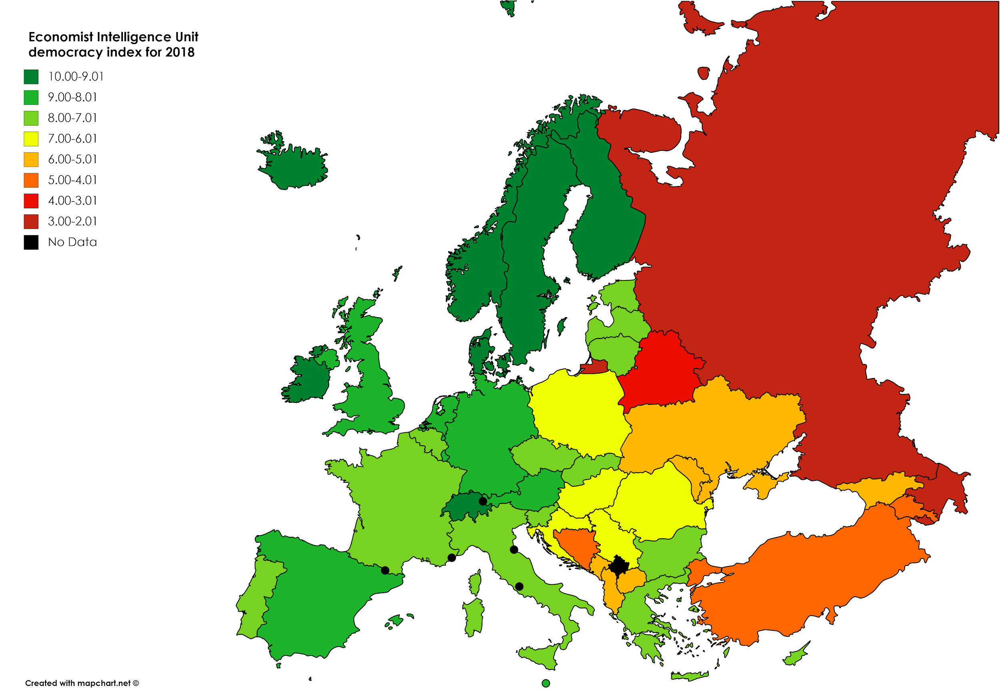 Economist Intelligence Unit
democracy index for 2018
10.00-9.01
9.00-8.01
8.00-7.01
7.00-6.01
6.00-5.01
5.00-4.01
4.00-3.01
3.00-2.01
No Data
Created with mapchart.net ©